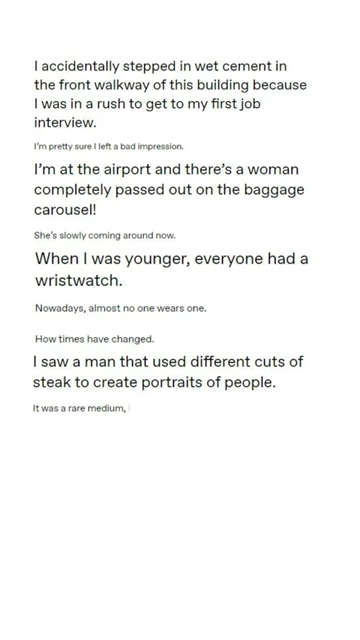 I accidentally stepped in wet cement in
the front walkway of this building because
I was in a rush to get to my first job
interview.
I'm pretty sure I left a bad impression.
I'm at the airport and there's a woman
completely passed out on the baggage
carousel!
She's slowly coming around now.
When I was younger, everyone had a
wristwatch.
Nowadays, almost no one wears one.
How times have changed.
I saw a man that used different cuts of
steak to create portraits of people.
It was a rare medium,